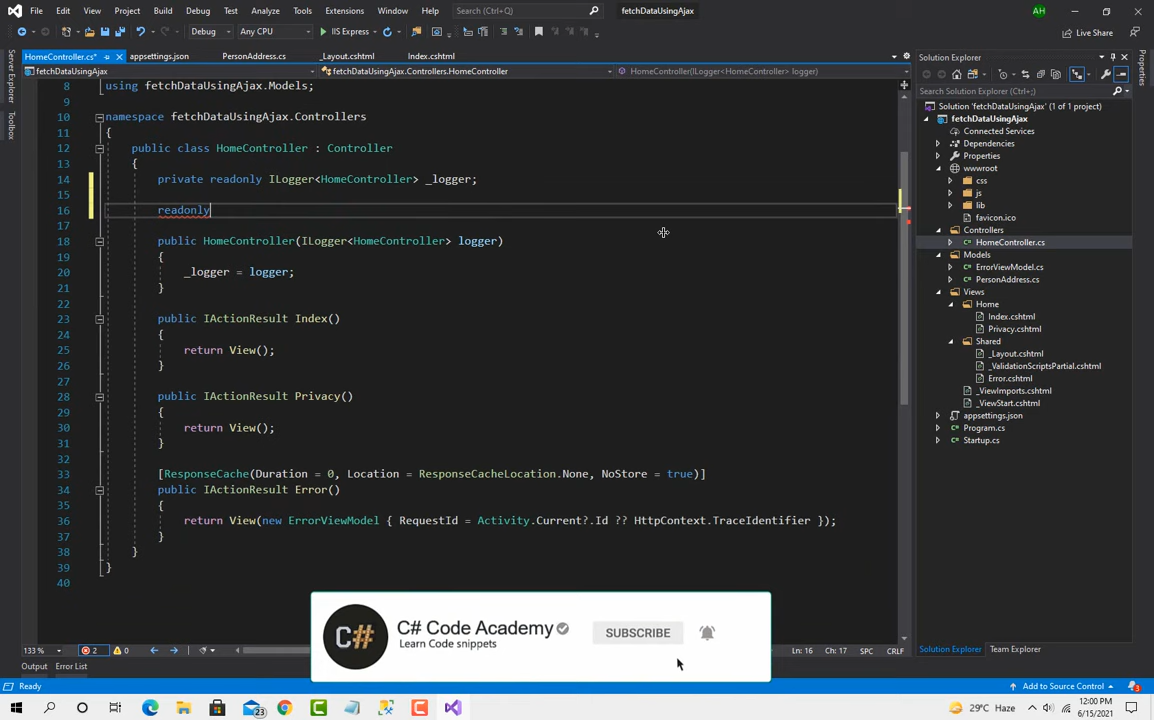 File Edit View Git Project Build Debug Test Analyze Tools Extensions Window Help Search (Ctrl+Q) fetchDataUsingAjax AH
Debug Any CPU IIS Express Live Share
Server Explorer
Toolbox
HomeController.cs* appsettings.json PersonAddress.cs _Layout.cshtml Index.cshtml
fetchDataUsingAjax fetchDataUsingAjax.Controllers.HomeController HomeController(ILogger<HomeController> logger)
8 using fetchDataUsingAjax.Models;
9
10 namespace fetchDataUsingAjax.Controllers
11 {
12 public class HomeController : Controller
13 {
14 private readonly ILogger<HomeController> _logger;
15
16 readonly
17
18 public HomeController(ILogger<HomeController> logger)
19 {
20 _logger = logger;
21 }
22
23 public IActionResult Index()
24 {
25 return View();
26 }
27
28 public IActionResult Privacy()
29 {
30 return View();
31 }
32
33 [ResponseCache(Duration = 0, Location = ResponseCacheLocation.None, NoStore = true)]
34 public IActionResult Error()
35 {
36 return View(new ErrorViewModel { RequestId = Activity.Current?.Id ?? HttpContext.TraceIdentifier });
37 }
38 }
39 }
40
Solution Explorer
Search Solution Explorer (Ctrl+;)
Solution 'fetchDataUsingAjax' (1 of 1 project)
fetchDataUsingAjax
Connected Services
Dependencies
Properties
wwwroot
css
js
lib
favicon.ico
Controllers
HomeController.cs
Models
ErrorViewModel.cs
PersonAddress.cs
Views
Home
Index.cshtml
Privacy.cshtml
Shared
_Layout.cshtml
_ValidationScriptsPartial.cshtml
Error.cshtml
_ViewImports.cshtml
_ViewStart.cshtml
appsettings.json
Program.cs
Startup.cs
Properties
C#
C# Code Academy
Learn Code snippets
SUBSCRIBE
133 % 2 0 Ln: 16 Ch: 17 SPC CRLF
Solution Explorer Team Explorer
Output Error List
Ready Add to Source Control 3
23 29°C Haze 12:00 PM
6/15/2021